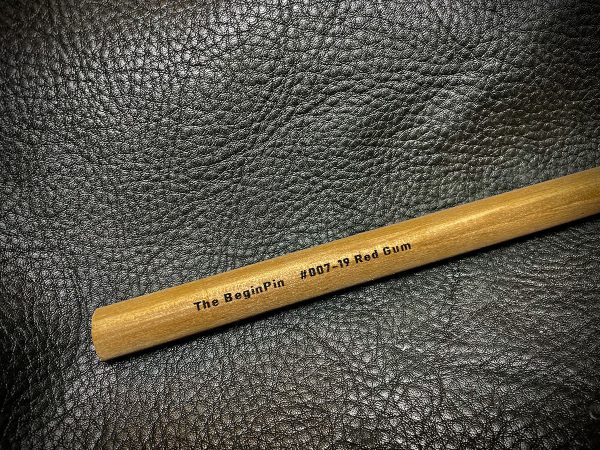 The BeginPin #007-19 Red Gum